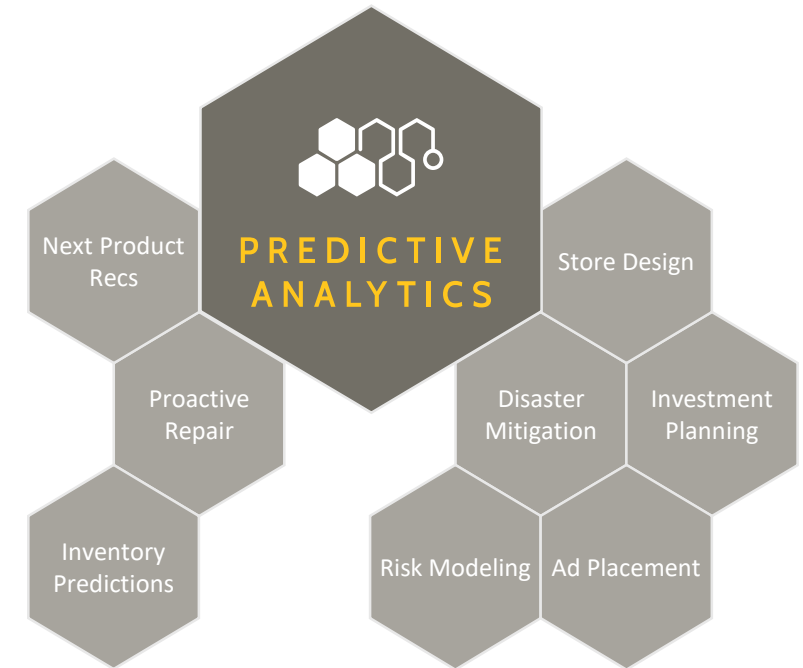 PREDICTIVE
ANALYTICS
Next Product
Recs
Store Design
Proactive
Repair
Disaster
Mitigation
Investment
Planning
Inventory
Predictions
Risk Modeling
Ad Placement